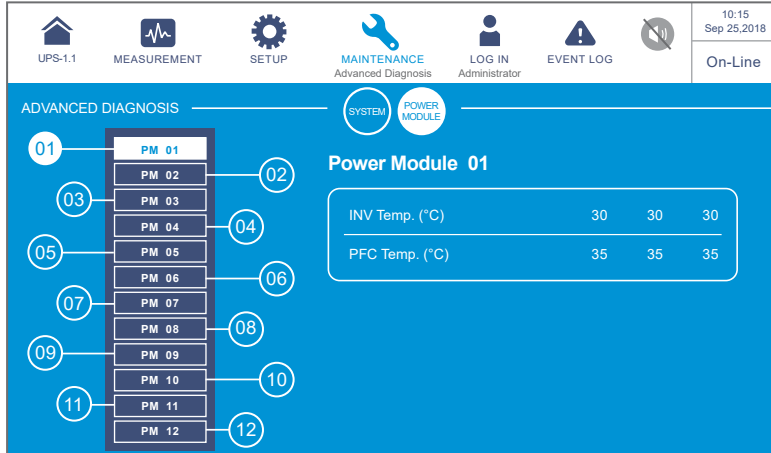 10:15
Sep 25,2018
UPS-1.1
MEASUREMENT
SETUP
MAINTENANCE
Advanced Diagnosis
LOG IN
Administrator
EVENT LOG
On-Line
ADVANCED DIAGNOSIS
SYSTEM
POWER
MODULE
01
PM 01
PM 02
02
03
PM 03
PM 04
04
05
PM 05
PM 06
06
07
PM 07
PM 08
08
09
PM 09
PM 10
10
11
PM 11
PM 12
12
Power Module 01
INV Temp. (°C) 30 30 30
PFC Temp. (°C) 35 35 35